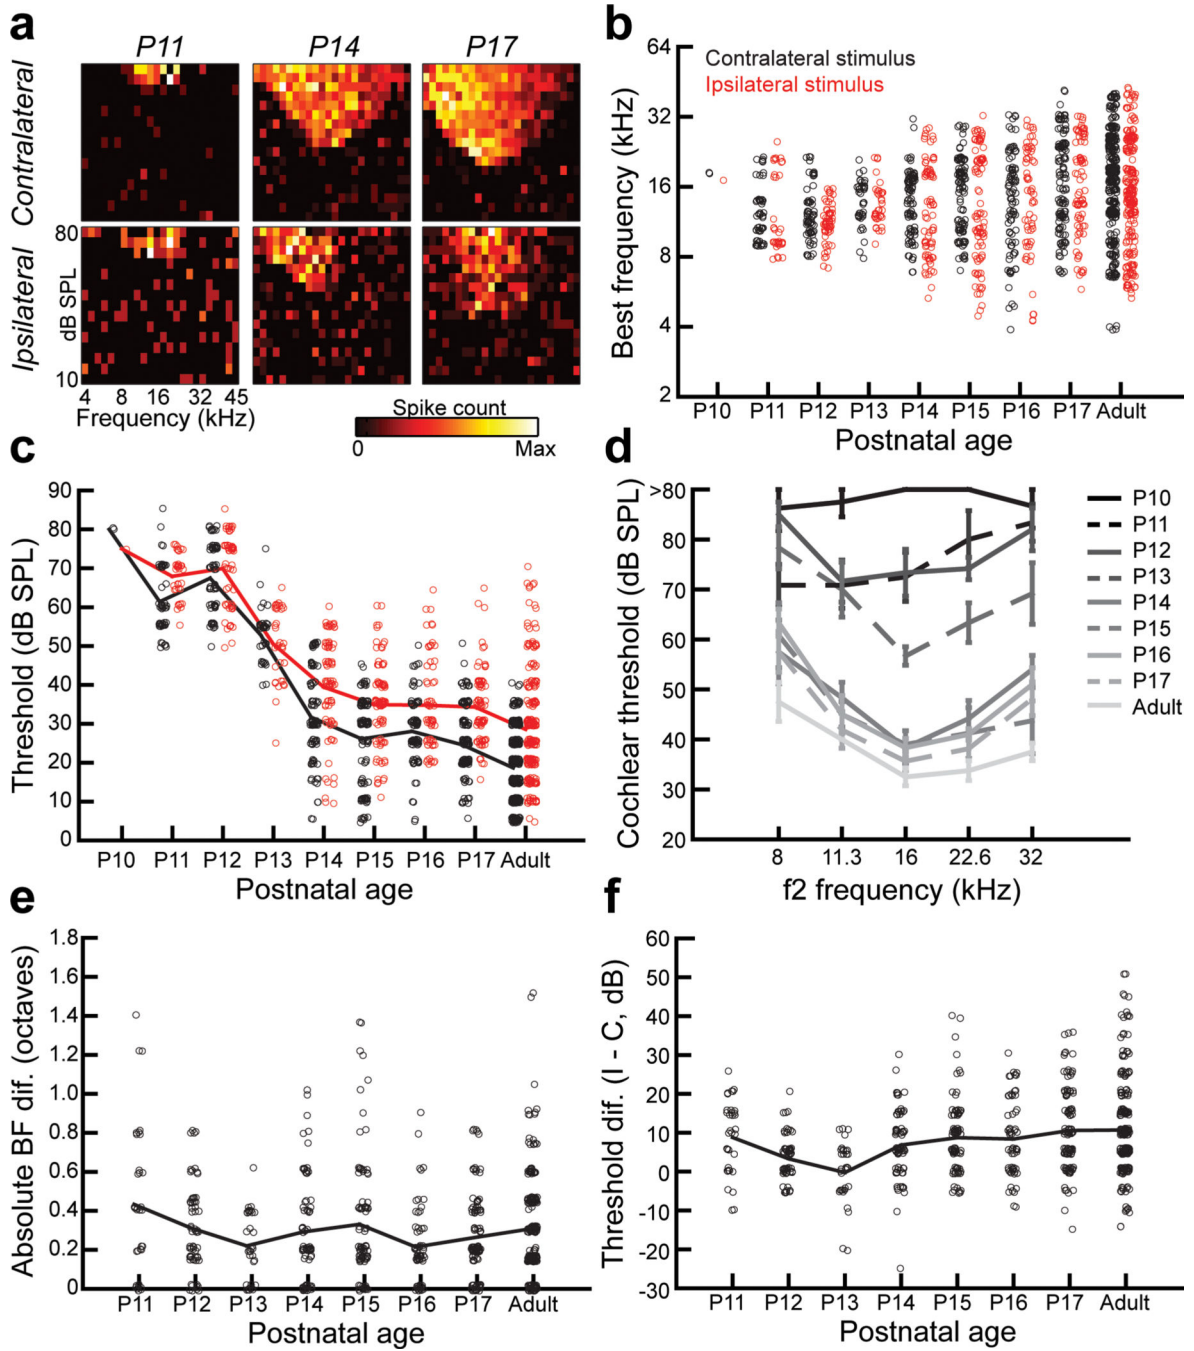 a
P11
P14
P17
Contralateral
Ipsilateral
80
dB SPL
10
4 8 16 32 45
Frequency (kHz)
Spike count
0 Max
b
Contralateral stimulus
Ipsilateral stimulus
Best frequency (kHz)
64
32
16
8
4
2
P10 P11 P12 P13 P14 P15 P16 P17 Adult
Postnatal age
c
Threshold (dB SPL)
90
80
70
60
50
40
30
20
10
0
P10 P11 P12 P13 P14 P15 P16 P17 Adult
Postnatal age
d
Cochlear threshold (dB SPL)
>80
80
70
60
50
40
30
20
8 11.3 16 22.6 32
f2 frequency (kHz)
P10
P11
P12
P13
P14
P15
P16
P17
Adult
e
Absolute BF dif. (octaves)
1.8
1.6
1.4
1.2
1.0
0.8
0.6
0.4
0.2
0
P11 P12 P13 P14 P15 P16 P17 Adult
Postnatal age
f
Threshold dif. (I - C, dB)
60
50
40
30
20
10
0
-10
-20
-30
P11 P12 P13 P14 P15 P16 P17 Adult
Postnatal age